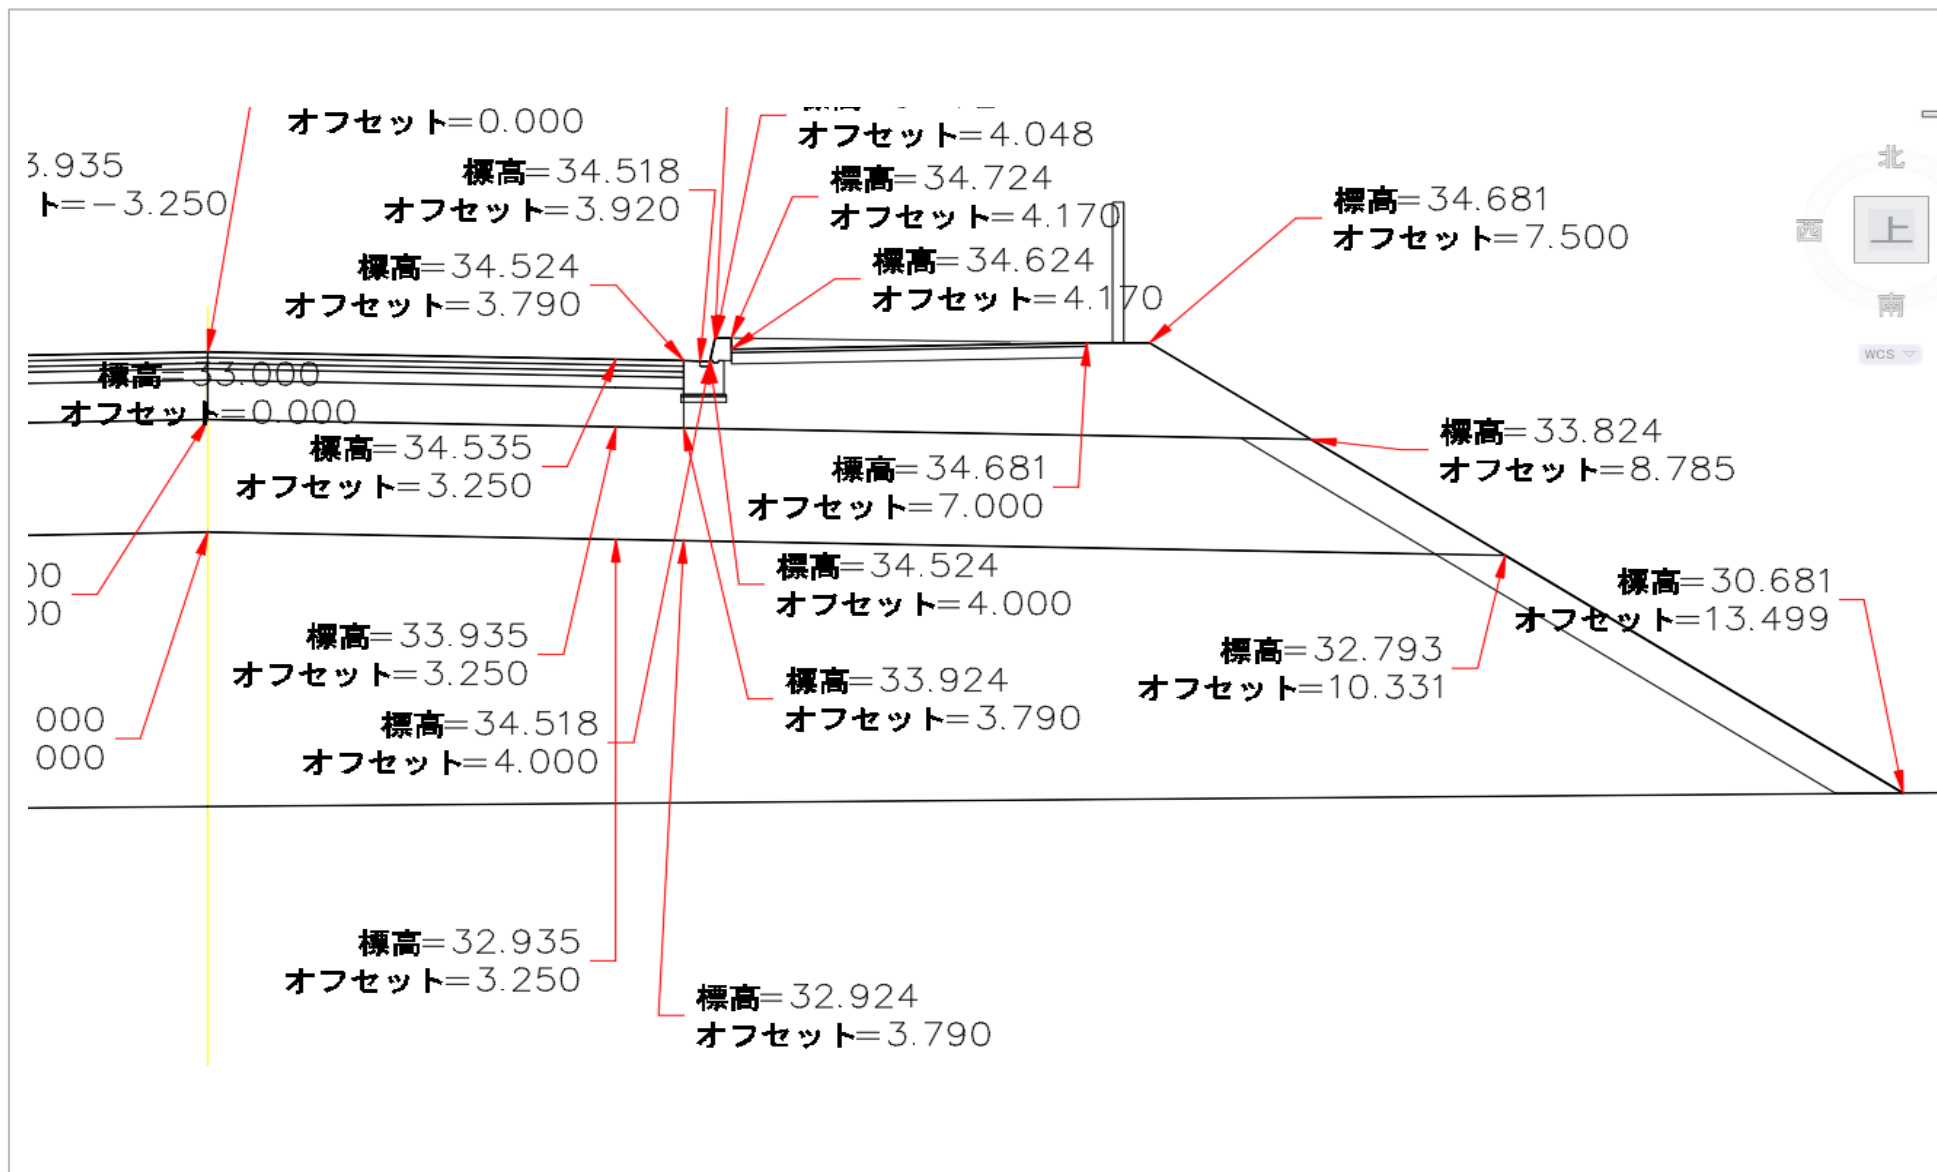 オフセット=0.000
オフセット=4.048
3.935
ト=-3.250
標高=34.518
オフセット=3.920
標高=34.724
オフセット=4.170
標高=34.681
オフセット=7.500
北
西
上
南
WCS
標高=34.524
オフセット=3.790
標高=34.624
オフセット=4.170
標高=33.000
オフセット=0.000
標高=34.535
オフセット=3.250
標高=34.681
オフセット=7.000
標高=33.824
オフセット=8.785
00
00
標高=34.524
オフセット=4.000
標高=30.681
オフセット=13.499
標高=33.935
オフセット=3.250
標高=33.924
オフセット=3.790
標高=32.793
オフセット=10.331
000
000
標高=34.518
オフセット=4.000
標高=32.935
オフセット=3.250
標高=32.924
オフセット=3.790